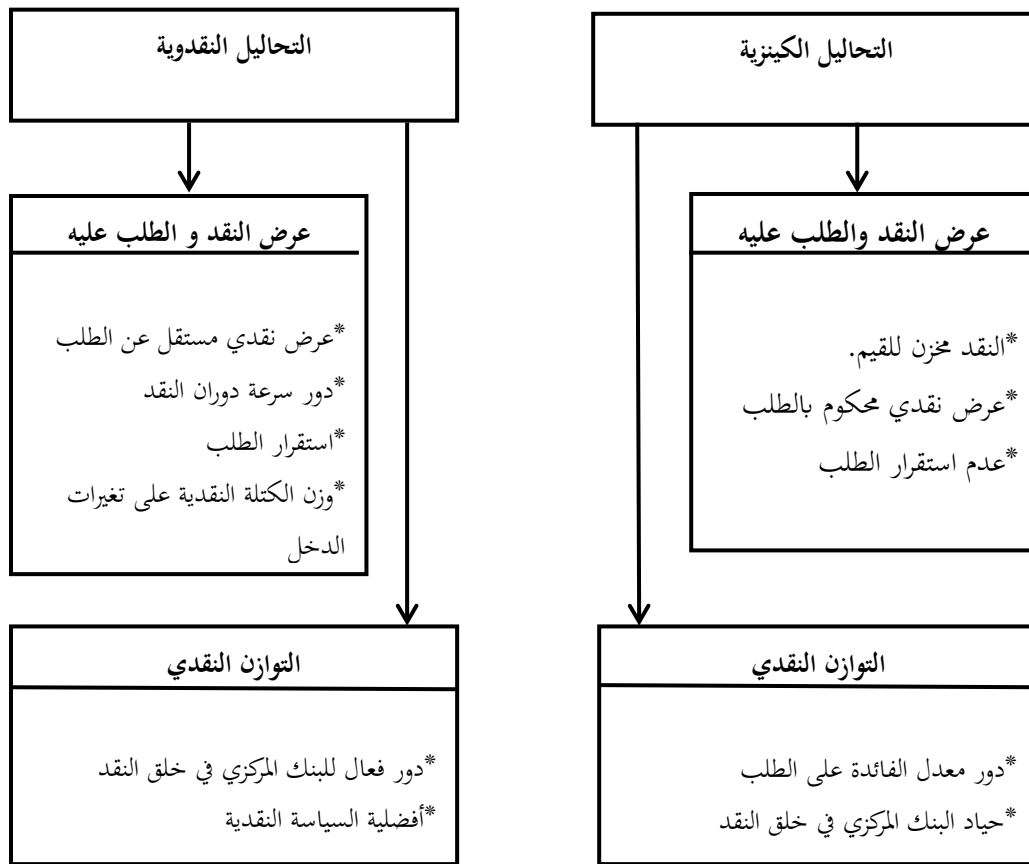 التحاليل الكينزية
عرض النقد والطلب عليه
*النقد مخزن للقيم.
*عرض نقدي محكوم بالطلب
*عدم استقرار الطلب
التوازن النقدي
*دور معدل الفائدة على الطلب
*حياد البنك المركزي في خلق النقد
التحاليل النقدوية
عرض النقد و الطلب عليه
*عرض نقدي مستقل عن الطلب
*دور سرعة دوران النقد
*استقرار الطلب
*وزن الكتلة النقدية على تغيرات
الدخل
التوازن النقدي
*دور فعال للبنك المركزي في خلق النقد
*أفضلية السياسة النقدية